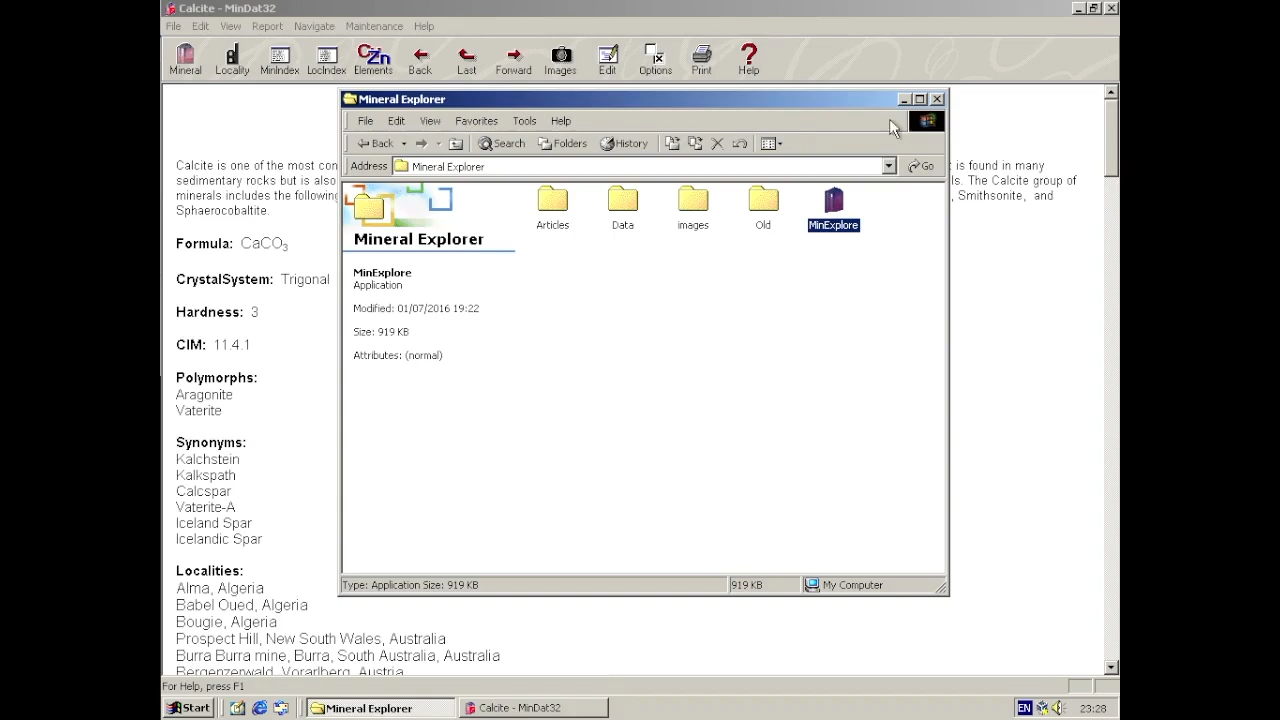 Calcite - MinDat32
File Edit View Report Navigate Maintenance Help
CuZn
Mineral Locality MinIndex LocIndex Elements Back Last Forward Images Edit Options Print Help
Mineral Explorer
File Edit View Favorites Tools Help
Back Search Folders History
Address Mineral Explorer Go
Calcite is one of the most con
is found in many
sedimentary rocks but is also
ls. The Calcite group of
minerals includes the following
, Smithsonite, and
Sphaerocobaltite.
Articles Data images Old MinExplore
Mineral Explorer
MinExplore
Application
Modified: 01/07/2016 19:22
Size: 919 KB
Attributes: (normal)
Formula: CaCO3
CrystalSystem: Trigonal
Hardness: 3
CIM: 11.4.1
Polymorphs:
Aragonite
Vaterite
Synonyms:
Kalchstein
Kalkspath
Calcspar
Vaterite-A
Iceland Spar
Icelandic Spar
Localities:
Alma, Algeria
Babel Oued, Algeria
Bougie, Algeria
Prospect Hill, New South Wales, Australia
Burra Burra mine, Burra, South Australia, Australia
Bergenzerwald, Vorarlberg, Austria
Type: Application Size: 919 KB 919 KB My Computer
For Help, press F1
Start Mineral Explorer Calcite - MinDat32 EN 23:28